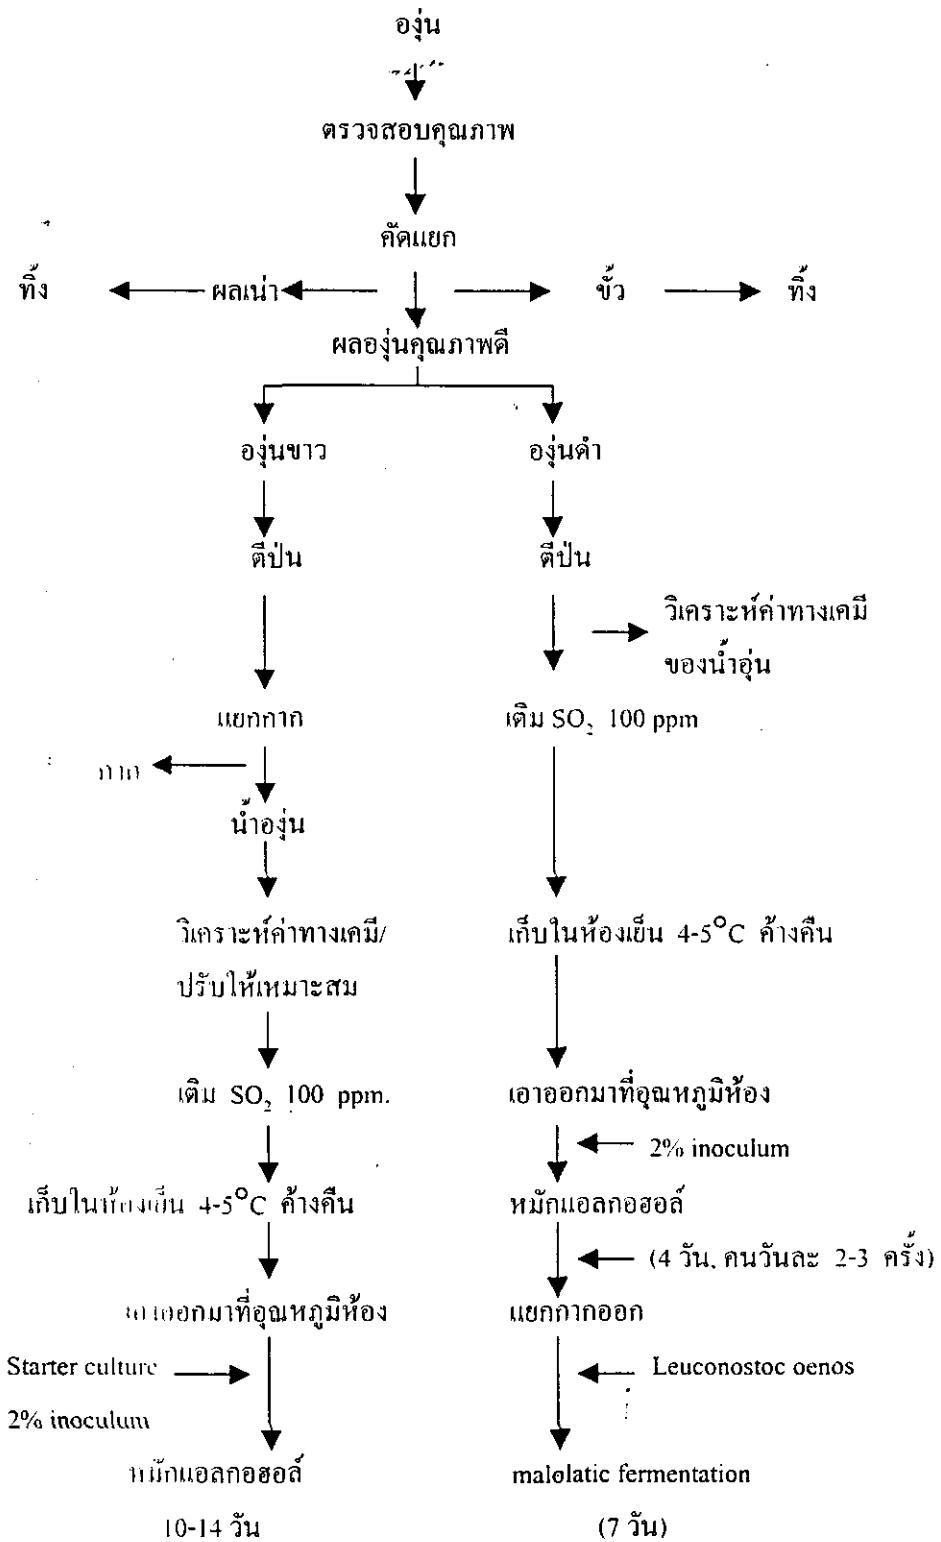 องุ่น
ตรวจสอบคุณภาพ
คัดแยก
ทิ้ง ผลเน่า ขั้ว ทิ้ง
ผลองุ่นคุณภาพดี
องุ่นขาว องุ่นดำ
ตีป่น ตีป่น
วิเคราะห์ค่าทางเคมี
ของน้ำอุ่น
แยกกาก เติม SO₂ 100 ppm
กาก
น้ำองุ่น
วิเคราะห์ค่าทางเคมี/ เก็บในห้องเย็น 4-5°C ค้างคืน
ปรับให้เหมาะสม
เติม SO₂ 100 ppm. เอาออกมาที่อุณหภูมิห้อง
2% inoculum
เก็บในห้องเย็น 4-5°C ค้างคืน หมักแอลกอฮอล์
(4 วัน, คนวันละ 2-3 ครั้ง)
เอาออกมาที่อุณหภูมิห้อง แยกกากออก
Starter culture Leuconostoc oenos
2% inoculum
หมักแอลกอฮอล์ malolatic fermentation
10-14 วัน (7 วัน)